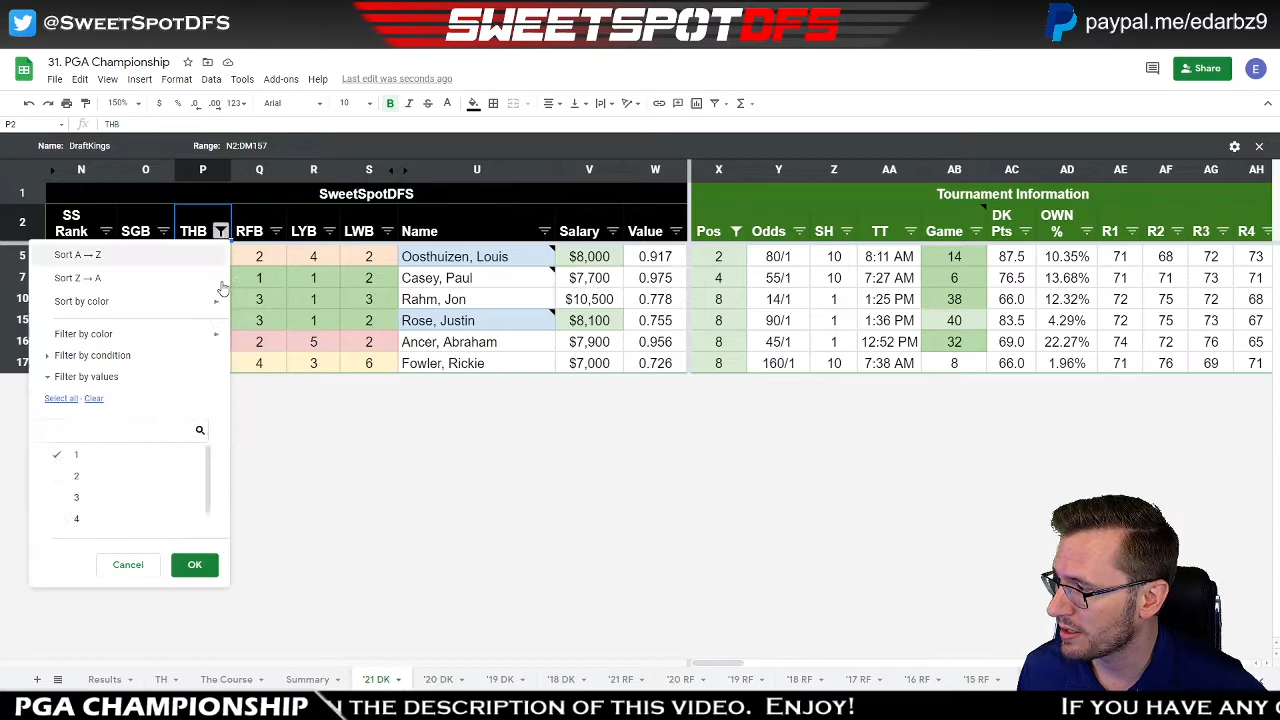 @SWEETSPOTDFS
SWEETSPOTDFS
paypal.me/edarbz9
31. PGA Championship
File Edit View Insert Format Data Tools Add-ons Help Last edit was seconds ago
Share
E
150% $ % .0 .00 123 Arial 10 B I S A
P2 THB
Name: DraftKings Range: N2:DM157
N O P Q R S U V W X Y Z AA AB AC AD AE AF AG AH
1 SweetSpotDFS Tournament Information
2 SS Rank SGB THB RFB LYB LWB Name Salary Value Pos Odds SH TT Game DK Pts OWN % R1 R2 R3 R4
5 2 4 2 Oosthuizen, Louis $8,000 0.917 2 80/1 10 8:11 AM 14 87.5 10.35% 71 68 72 73
7 1 1 2 Casey, Paul $7,700 0.975 4 55/1 10 7:27 AM 6 76.5 13.68% 71 71 73 71
10 3 1 3 Rahm, Jon $10,500 0.778 8 14/1 1 1:25 PM 38 66.0 12.32% 72 75 72 68
15 3 1 2 Rose, Justin $8,100 0.755 8 90/1 1 1:36 PM 40 83.5 4.29% 72 75 73 67
16 2 5 2 Ancer, Abraham $7,900 0.956 8 45/1 1 12:52 PM 32 69.0 22.27% 74 72 76 65
17 4 3 6 Fowler, Rickie $7,000 0.726 8 160/1 10 7:38 AM 8 66.0 1.96% 71 76 69 71
Sort A → Z
Sort Z → A
Sort by color
Filter by color
Filter by condition
Filter by values
Select all - Clear
1
2
3
4
Cancel OK
Results TH The Course Summary '21 DK '20 DK '19 DK '18 DK '21 RF '20 RF '19 RF '18 RF '17 RF '16 RF '15 RF
PGA CHAMPIONSHIP N THE DESCRIPTION OF THIS VIDEO. ENJOY! IF YOU HAVE ANY